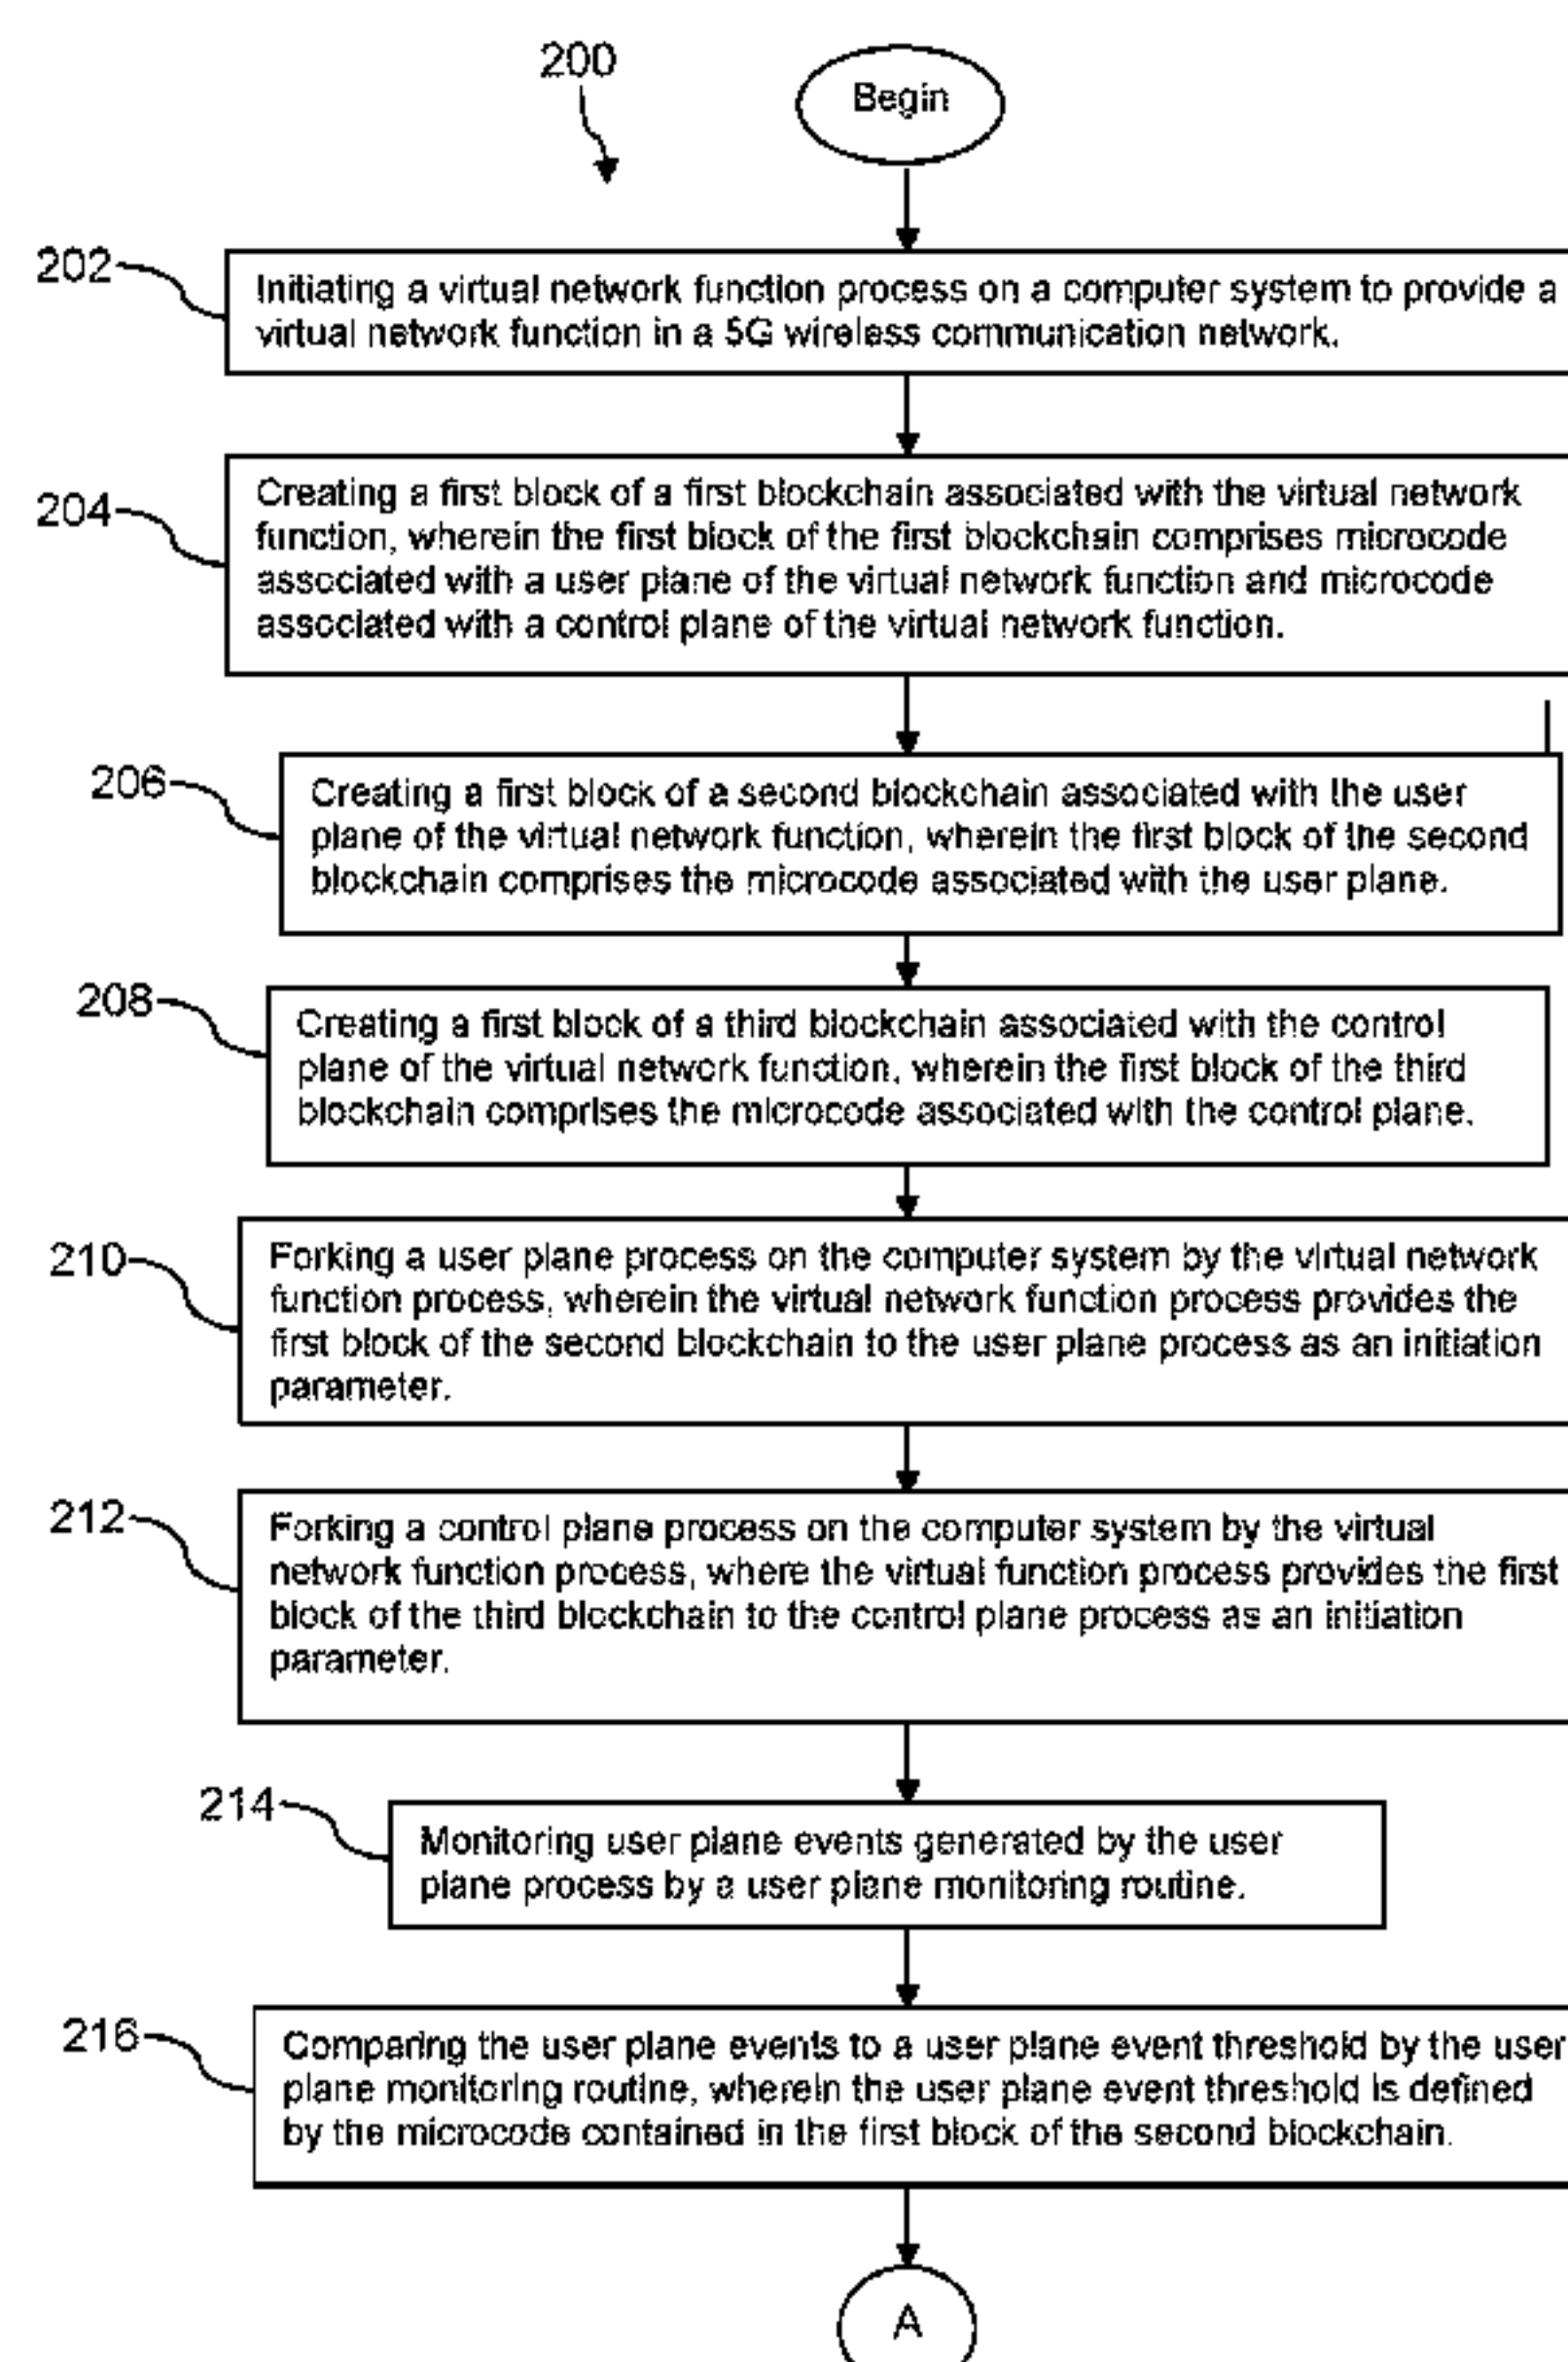 200
Begin
202
Initiating a virtual network function process on a computer system to provide a
virtual network function in a 5G wireless communication network.
204
Creating a first block of a first blockchain associated with the virtual network
function, wherein the first block of the first blockchain comprises microcode
associated with a user plane of the virtual network function and microcode
associated with a control plane of the virtual network function.
206
Creating a first block of a second blockchain associated with the user
plane of the virtual network function, wherein the first block of the second
blockchain comprises the microcode associated with the user plane.
208
Creating a first block of a third blockchain associated with the control
plane of the virtual network function, wherein the first block of the third
blockchain comprises the microcode associated with the control plane.
210
Forking a user plane process on the computer system by the virtual network
function process, wherein the virtual network function process provides the
first block of the second blockchain to the user plane process as an initiation
parameter.
212
Forking a control plane process on the computer system by the virtual
network function process, where the virtual function process provides the first
block of the third blockchain to the control plane process as an initiation
parameter.
214
Monitoring user plane events generated by the user
plane process by a user plane monitoring routine.
216
Comparing the user plane events to a user plane event threshold by the user
plane monitoring routine, wherein the user plane event threshold is defined
by the microcode contained in the first block of the second blockchain.
A